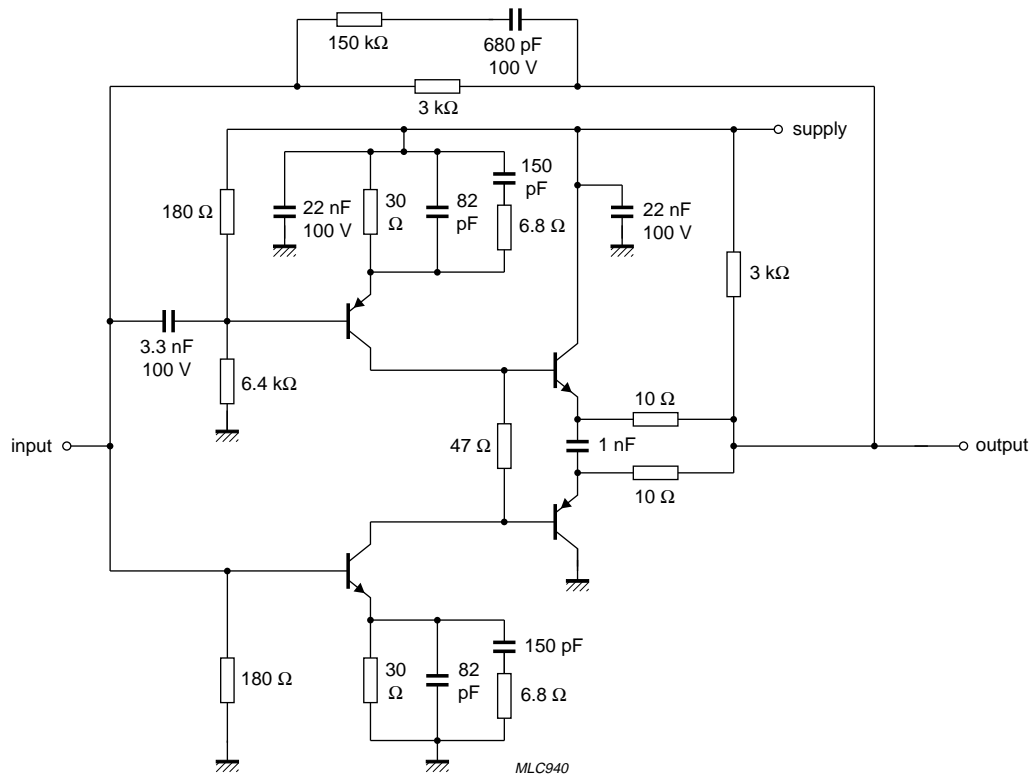 150 kΩ
680 pF
100 V
3 kΩ
supply
180 Ω
22 nF
100 V
30
Ω
82
pF
150
pF
6.8 Ω
22 nF
100 V
3 kΩ
3.3 nF
100 V
6.4 kΩ
input
47 Ω
10 Ω
1 nF
10 Ω
output
180 Ω
30
Ω
82
pF
150 pF
6.8 Ω
MLC940